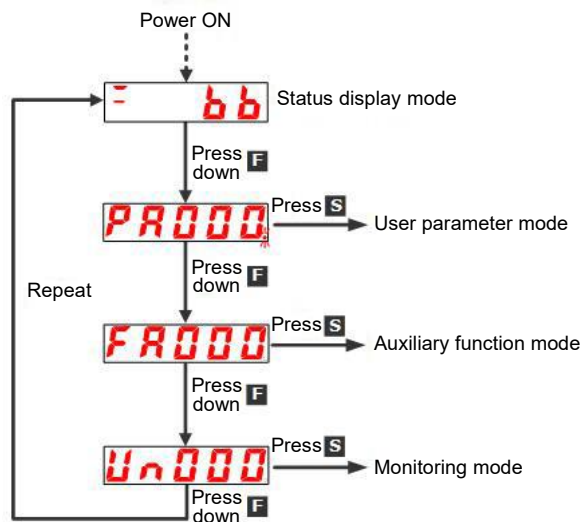 Power ON
bb
Status display mode
Press
down F
PA000.
Press S
User parameter mode
Press
down F
Repeat
FA000
Press S
Auxiliary function mode
Press
down F
Un000
Press S
Monitoring mode
Press
down F